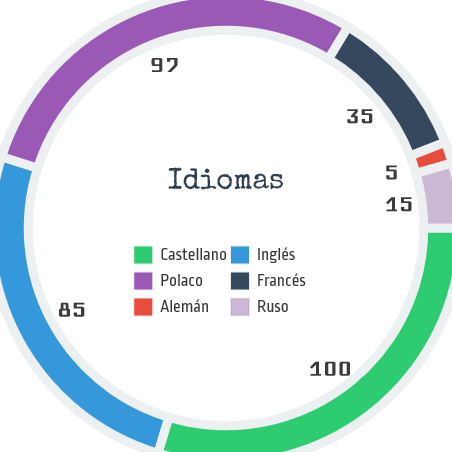 97
35
5
15
Idiomas
Castellano Inglés
Polaco Francés
Alemán Ruso
85
100